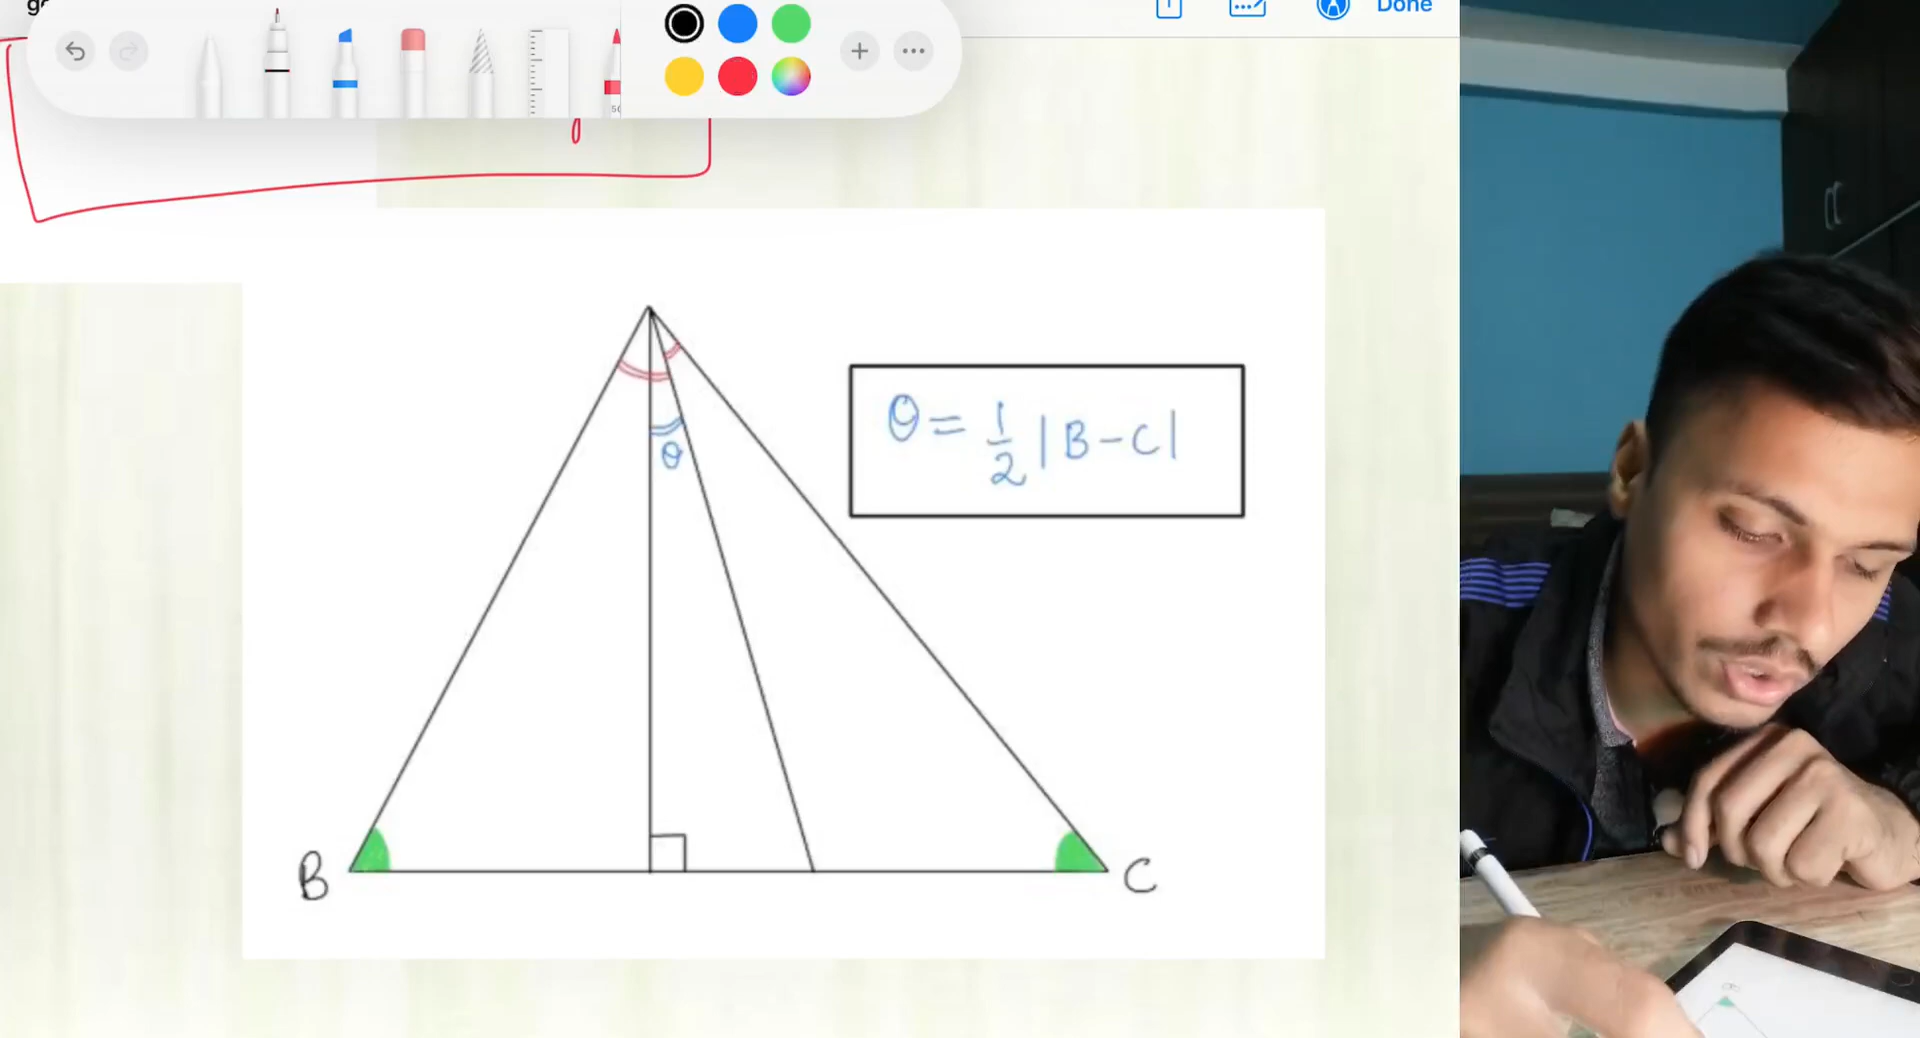 Done
θ = 1/2 |B-C|
θ
B
C